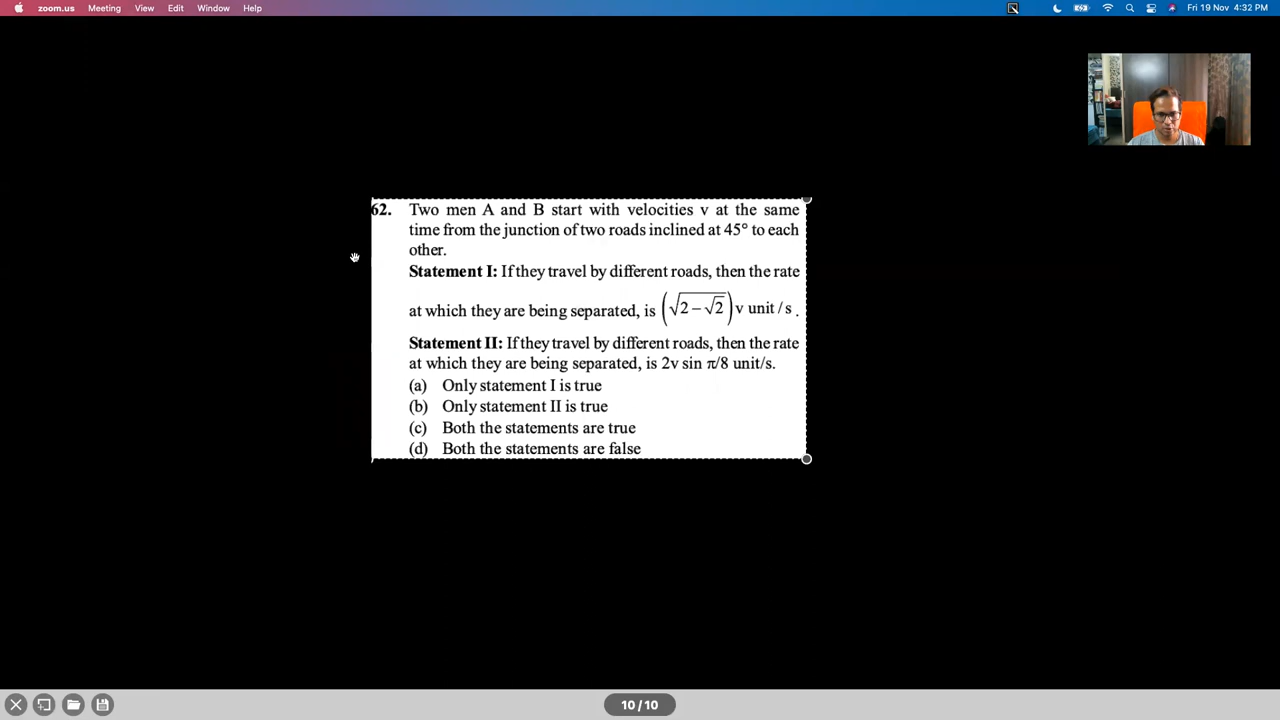 zoom.us Meeting View Edit Window Help Fri 19 Nov 4:32 PM
62. Two men A and B start with velocities v at the same
time from the junction of two roads inclined at 45° to each
other.
Statement I: If they travel by different roads, then the rate
at which they are being separated, is (√(2−√2)) v unit / s .
Statement II: If they travel by different roads, then the rate
at which they are being separated, is 2v sin π/8 unit/s.
(a) Only statement I is true
(b) Only statement II is true
(c) Both the statements are true
(d) Both the statements are false
10 / 10